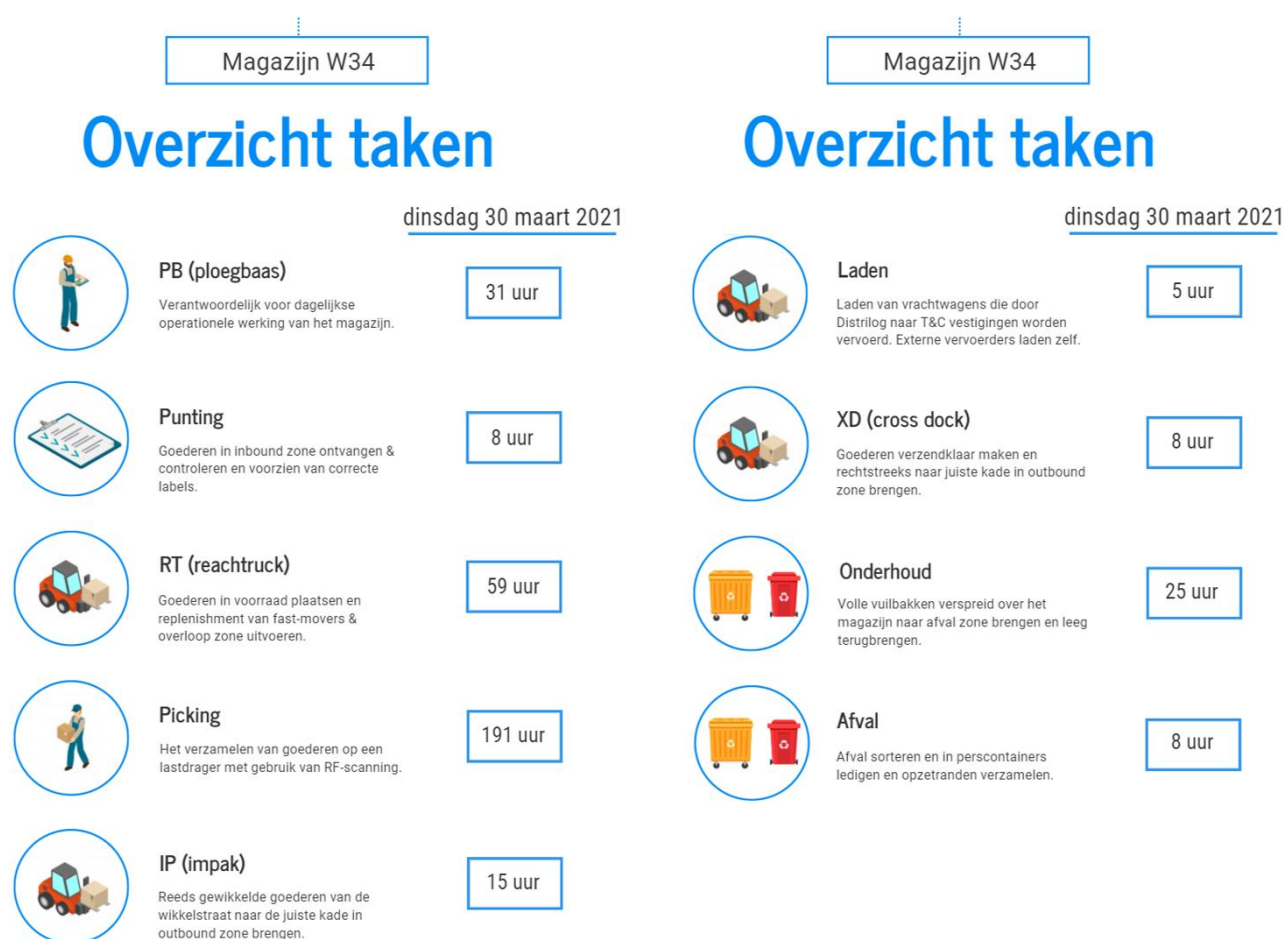 Magazijn W34
Overzicht taken
dinsdag 30 maart 2021
PB (ploegbaas)
Verantwoordelijk voor dagelijkse
operationele werking van het magazijn.
31 uur
Punting
Goederen in inbound zone ontvangen &
controleren en voorzien van correcte
labels.
8 uur
RT (reachtruck)
Goederen in voorraad plaatsen en
replenishment van fast-movers &
overloop zone uitvoeren.
59 uur
Picking
Het verzamelen van goederen op een
lastdrager met gebruik van RF-scanning.
191 uur
IP (impak)
Reeds gewikkelde goederen van de
wikkelstraat naar de juiste kade in
outbound zone brengen.
15 uur
Magazijn W34
Overzicht taken
dinsdag 30 maart 2021
Laden
Laden van vrachtwagens die door
Distrilog naar T&C vestigingen worden
vervoerd. Externe vervoerders laden zelf.
5 uur
XD (cross dock)
Goederen verzendklaar maken en
rechtstreeks naar juiste kade in outbound
zone brengen.
8 uur
Onderhoud
Volle vuilbakken verspreid over het
magazijn naar afval zone brengen en leeg
terugbrengen.
25 uur
Afval
Afval sorteren en in perscontainers
ledigen en opzetranden verzamelen.
8 uur